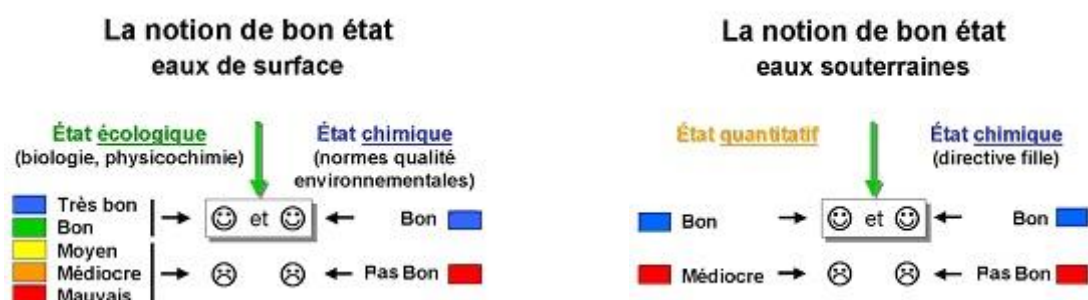 La notion de bon état
eaux de surface
État écologique
(biologie, physicochimie)
État chimique
(normes qualité
environnementales)
Très bon
Bon
Moyen
Médiocre
Mauvais
et
Bon
Pas Bon
La notion de bon état
eaux souterraines
État quantitatif
État chimique
(directive fille)
Bon
et
Bon
Médiocre
Pas Bon